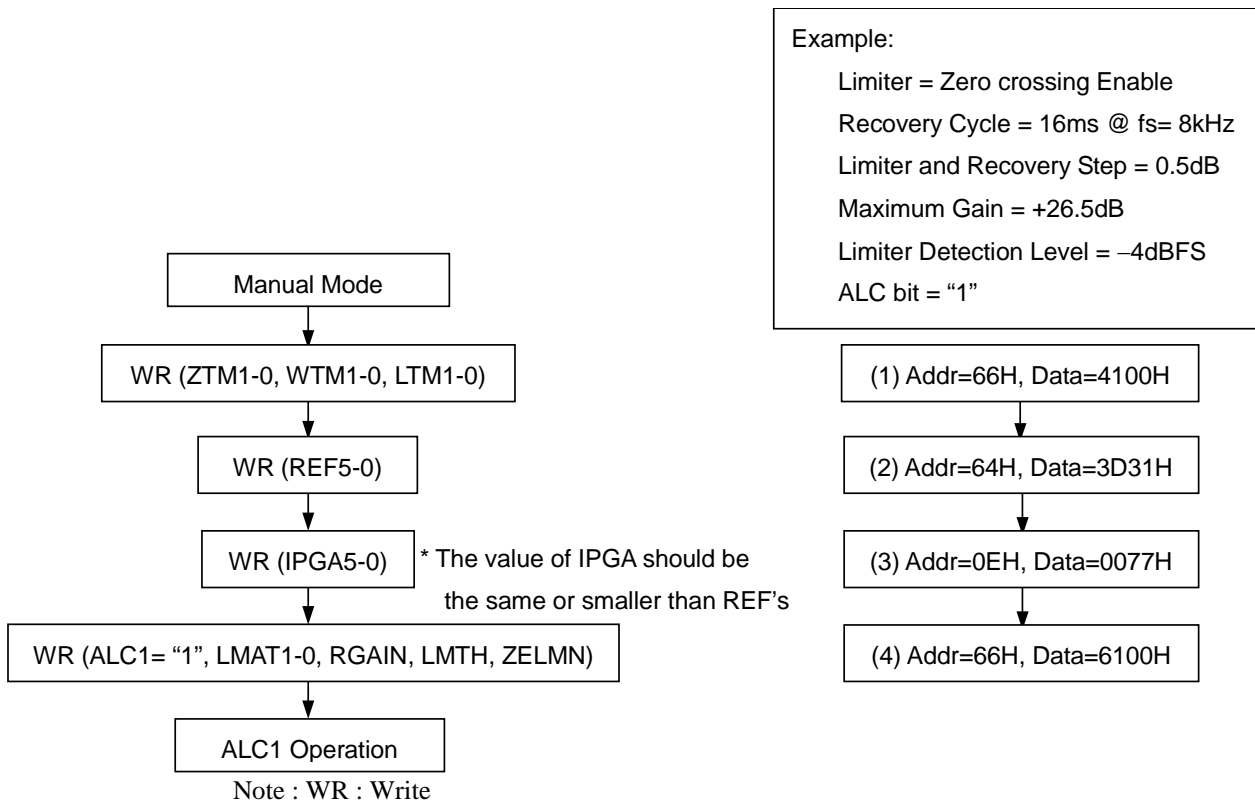 Example:
Limiter = Zero crossing Enable
Recovery Cycle = 16ms @ fs= 8kHz
Limiter and Recovery Step = 0.5dB
Maximum Gain = +26.5dB
Limiter Detection Level = −4dBFS
ALC bit = “1”
Manual Mode
WR (ZTM1-0, WTM1-0, LTM1-0)
WR (REF5-0)
WR (IPGA5-0)
* The value of IPGA should be
the same or smaller than REF’s
WR (ALC1= “1”, LMAT1-0, RGAIN, LMTH, ZELMN)
ALC1 Operation
Note : WR : Write
(1) Addr=66H, Data=4100H
(2) Addr=64H, Data=3D31H
(3) Addr=0EH, Data=0077H
(4) Addr=66H, Data=6100H